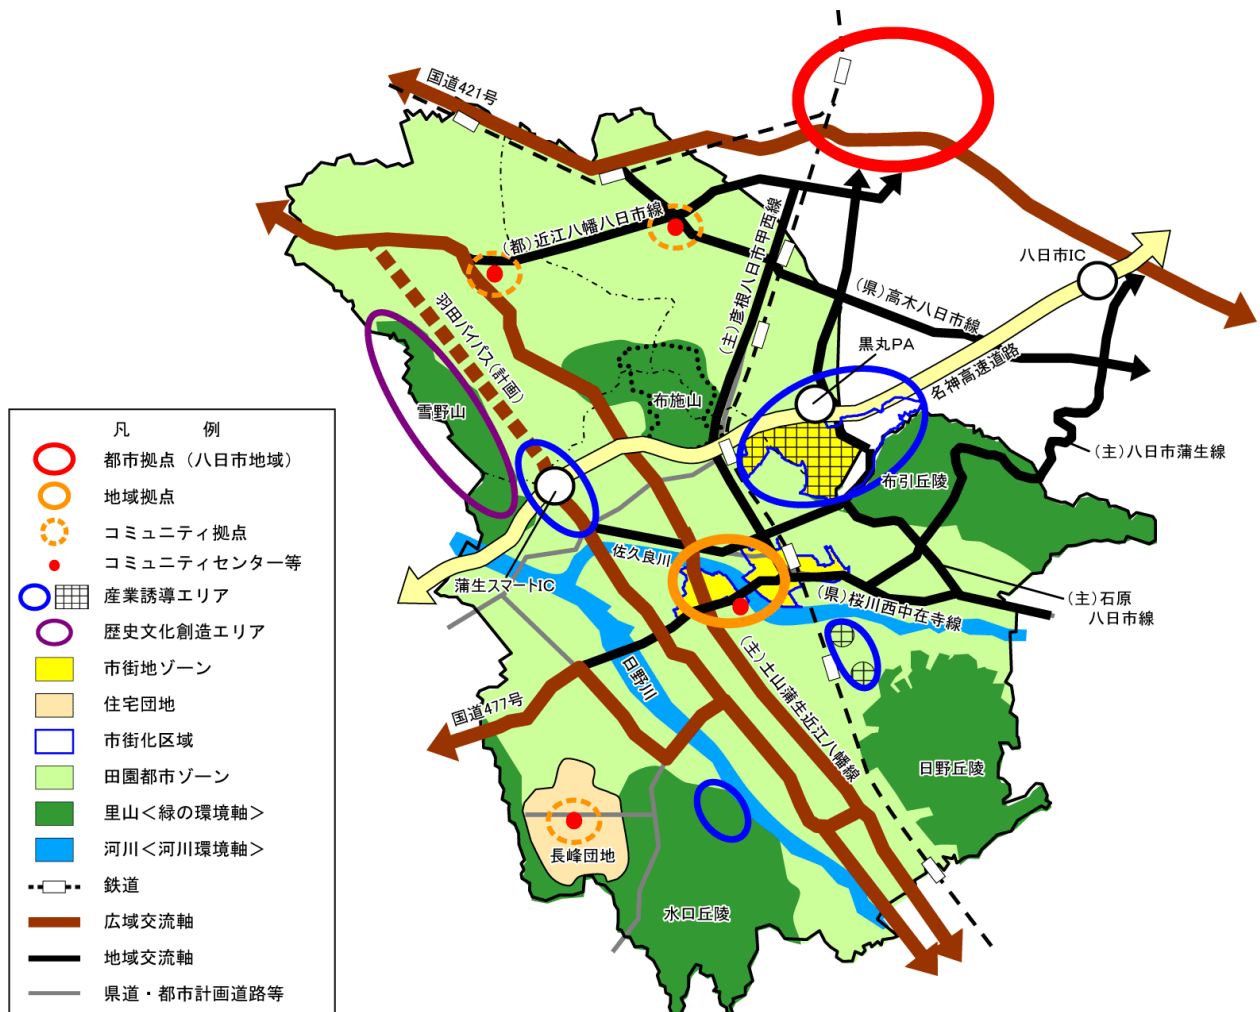 国道421号
八日市IC
(都)近江八幡八日市線
(主)彦根八日市甲西線
(県)高木八日市線
羽田バイパス(計画)
黒丸PA
名神高速道路
雪野山
布施山
(主)八日市蒲生線
布引丘陵
佐久良川
蒲生スマートIC
(県)桜川西中在寺線
(主)石原
八日市線
日野川
(主)土山蒲生近江八幡線
国道477号
日野丘陵
長峰団地
水口丘陵
凡 例
都市拠点(八日市地域)
地域拠点
コミュニティ拠点
コミュニティセンター等
産業誘導エリア
歴史文化創造エリア
市街地ゾーン
住宅団地
市街化区域
田園都市ゾーン
里山<緑の環境軸>
河川<河川環境軸>
鉄道
広域交流軸
地域交流軸
県道・都市計画道路等